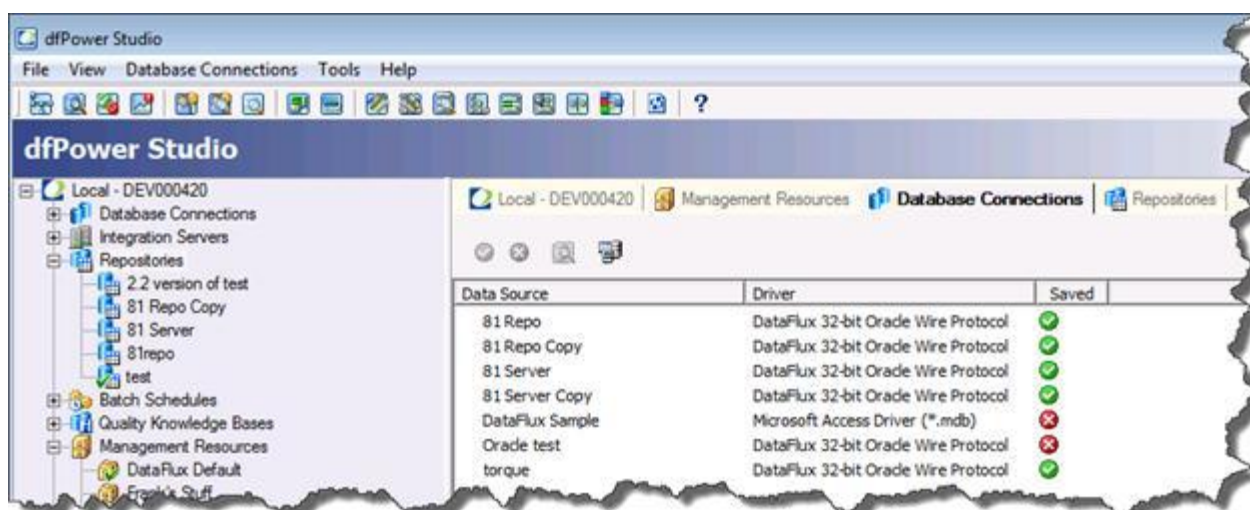 dfPower Studio
File View Database Connections Tools Help
?
dfPower Studio
Local - DEV000420
Database Connections
Integration Servers
Repositories
2.2 version of test
81 Repo Copy
81 Server
81repo
test
Batch Schedules
Quality Knowledge Bases
Management Resources
DataFlux Default
Frank's Stuff
Local - DEV000420 Management Resources Database Connections Repositories
Data Source Driver Saved
81 Repo DataFlux 32-bit Oracle Wire Protocol
81 Repo Copy DataFlux 32-bit Oracle Wire Protocol
81 Server DataFlux 32-bit Oracle Wire Protocol
81 Server Copy DataFlux 32-bit Oracle Wire Protocol
DataFlux Sample Microsoft Access Driver (*.mdb)
Oracle test DataFlux 32-bit Oracle Wire Protocol
torque DataFlux 32-bit Oracle Wire Protocol